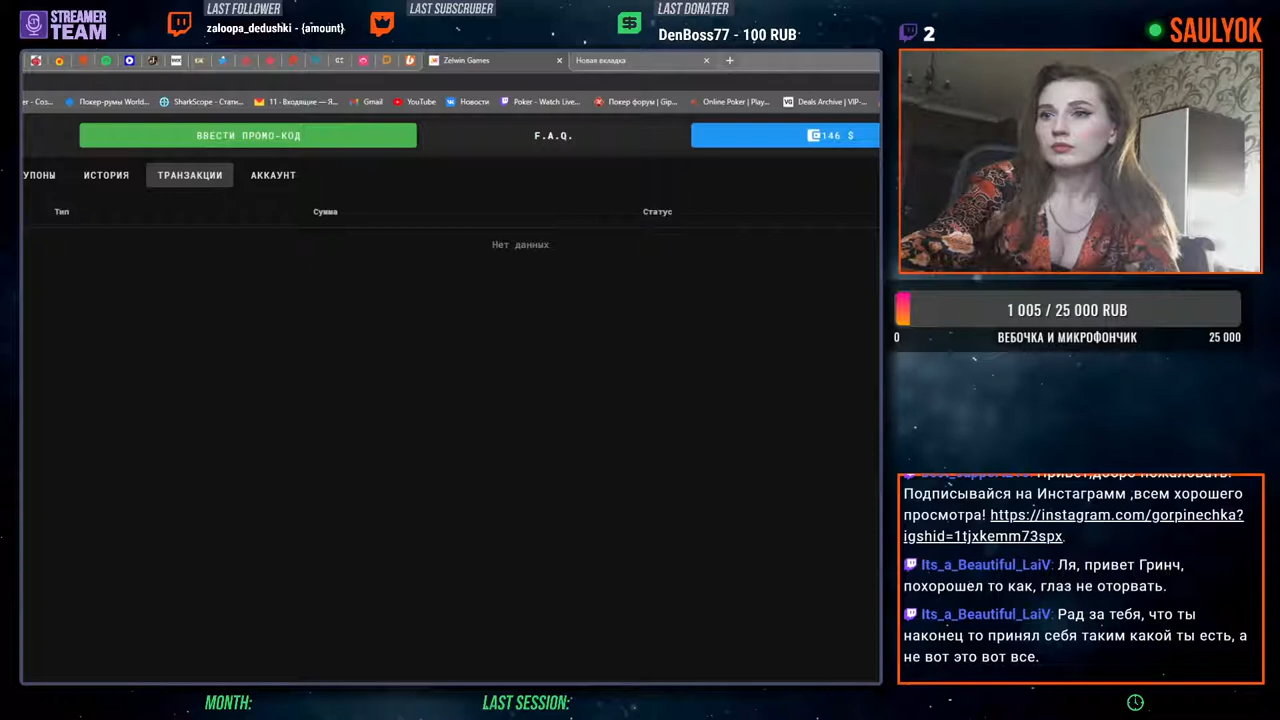 STREAMER
TEAM
LAST FOLLOWER
zaloopa_dedushki - {amount}
LAST SUBSCRUBER
LAST DONATER
DenBoss77 - 100 RUB
2
SAULYOK
Zelwin Games
Новая вкладка
Покер-румы World...
SharkScope - Стати...
11 - Входящие — Я...
Gmail
YouTube
Новости
Poker - Watch Live...
Покер форуm | Gip...
Online Poker | Play...
Deals Archive | VIP-...
ВВЕСТИ ПРОМО-КОД
F.A.Q.
146 $
УПОНЫ
ИСТОРИЯ
ТРАНЗАКЦИИ
АККАУНТ
Тип
Сумма
Статус
Нет данных
1 005 / 25 000 RUB
0
ВЕБОЧКА И МИКРОФОНЧИК
25 000
Подписывайся на Инстаграмм ,всем хорошего
просмотра! https://instagram.com/gorpinechka?
igshid=1tjxkemm73spx
Its_a_Beautiful_LaiV: Ля, привет Гринч,
похорошел то как, глаз не оторвать.
Its_a_Beautiful_LaiV: Рад за тебя, что ты
наконец то принял себя таким какой ты есть, а
не вот это вот все.
MONTH:
LAST SESSION: